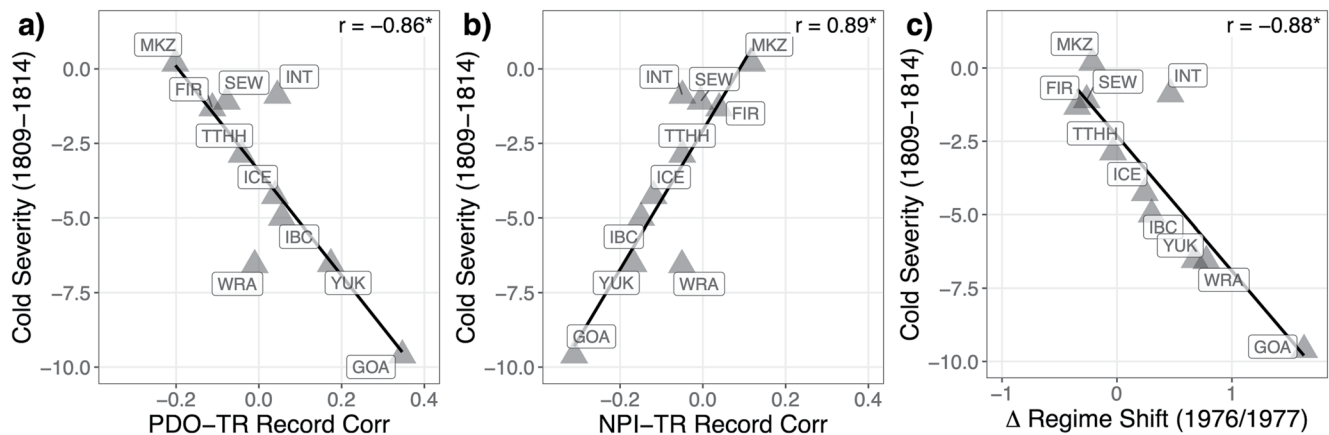 a)
r = −0.86*
Cold Severity (1809−1814)
0.0
−2.5
−5.0
−7.5
−10.0
MKZ
FIR
SEW
INT
TTHH
ICE
IBC
WRA
YUK
GOA
−0.2
0.0
0.2
0.4
PDO−TR Record Corr
b)
r = 0.89*
Cold Severity (1809−1814)
0.0
−2.5
−5.0
−7.5
−10.0
MKZ
INT
SEW
FIR
TTHH
ICE
IBC
YUK
WRA
GOA
−0.2
0.0
0.2
0.4
NPI−TR Record Corr
c)
r = −0.88*
Cold Severity (1809−1814)
0.0
−2.5
−5.0
−7.5
−10.0
MKZ
FIR
SEW
INT
TTHH
ICE
IBC
YUK
WRA
GOA
−1
0
1
Δ Regime Shift (1976/1977)